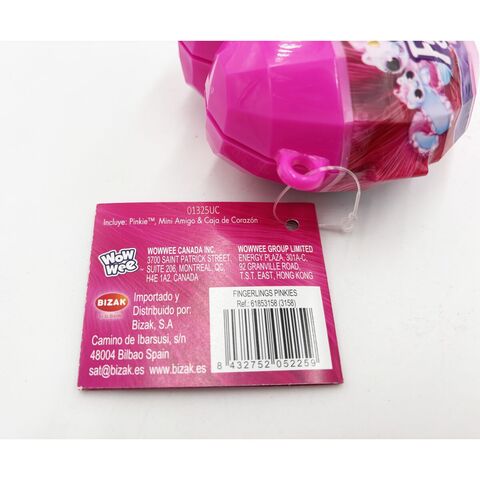 01325UC
Incluye: Pinkie™, Mini Amigo & Caja de Corazón
Wow
Wee
WOWWEE CANADA INC.
3700 SAINT PATRICK STREET,
SUITE 206, MONTREAL, QC,
H4E 1A2. CANADA
WOWWEE GROUP LIMITED
ENERGY PLAZA, 301A-C,
92 GRANVILLE ROAD,
T.S.T. EAST, HONG KONG
BIZAK
Importado y
Distribuido por:
Bizak, S.A
Camino de Ibarsusi, s/n
48004 Bilbao Spain
sat@bizak.es www.bizak.es
FINGERLINGS PINKIES
Ref.: 61853158 (3158)
8 432752 052259